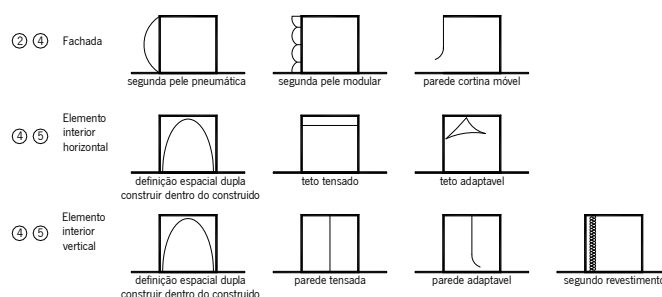 ② ④ Fachada
segunda pele pneumática segunda pele modular parede cortina móvel
④ ⑤ Elemento
interior
horizontal
definição espacial dupla
construir dentro do construido
teto tensado teto adaptavel
④ ⑤ Elemento
interior
vertical
definição espacial dupla
construir dentro do construido
parede tensada parede adaptavel segundo revestimento